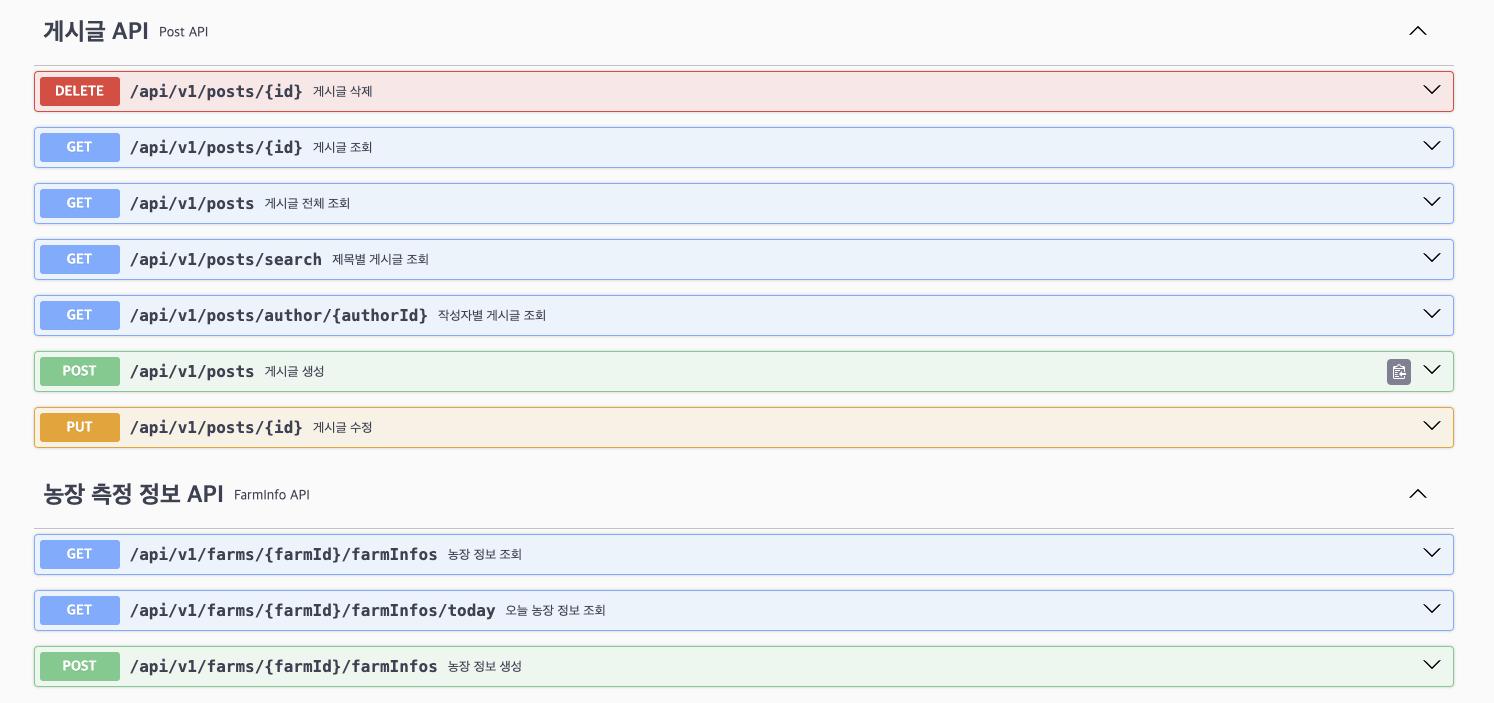 게시글 API Post API
DELETE /api/v1/posts/{id} 게시글 삭제
GET /api/v1/posts/{id} 게시글 조회
GET /api/v1/posts 게시글 전체 조회
GET /api/v1/posts/search 제목별 게시글 조회
GET /api/v1/posts/author/{authorId} 작성자별 게시글 조회
POST /api/v1/posts 게시글 생성
PUT /api/v1/posts/{id} 게시글 수정
농장 측정 정보 API FarmInfo API
GET /api/v1/farms/{farmId}/farmInfos 농장 정보 조회
GET /api/v1/farms/{farmId}/farmInfos/today 오늘 농장 정보 조회
POST /api/v1/farms/{farmId}/farmInfos 농장 정보 생성